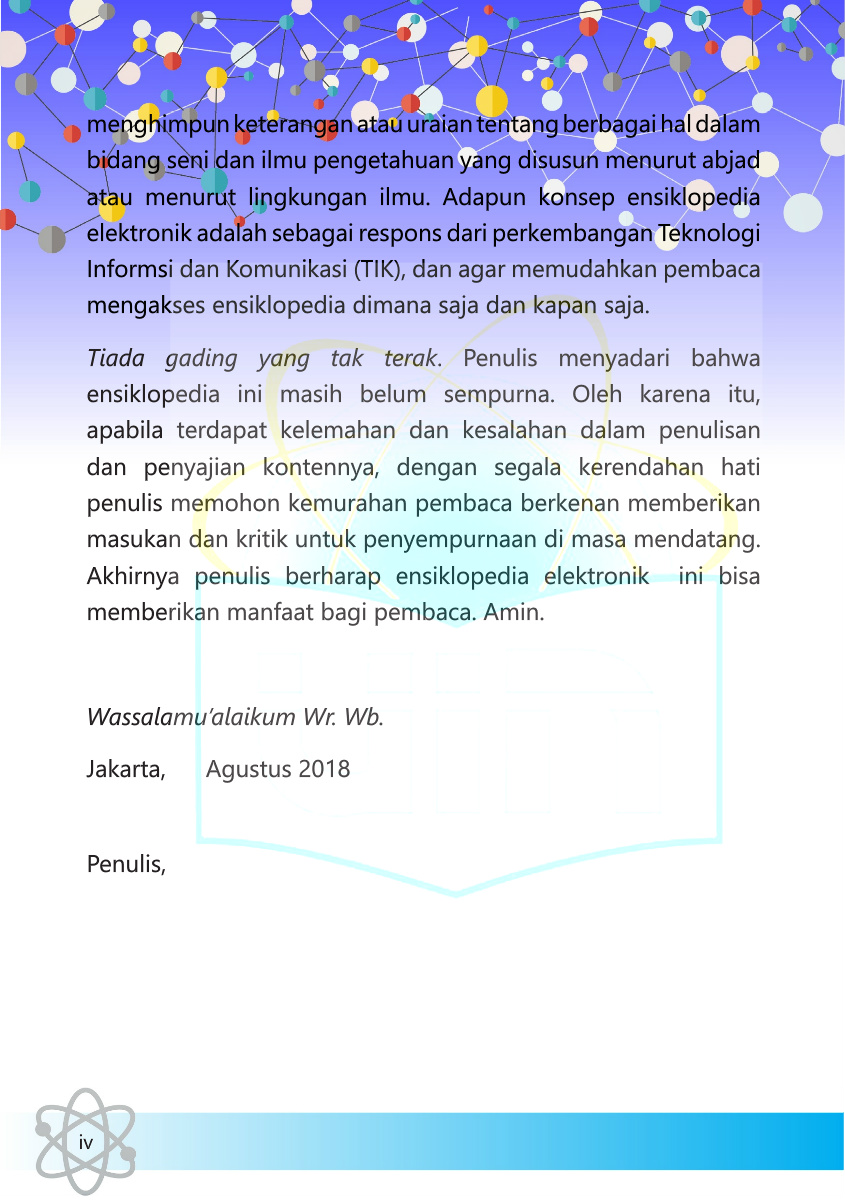 menghimpun keterangan atau uraian tentang berbagai hal dalam
bidang seni dan ilmu pengetahuan yang disusun menurut abjad
atau menurut lingkungan ilmu. Adapun konsep ensiklopedia
elektronik adalah sebagai respons dari perkembangan Teknologi
Informsi dan Komunikasi (TIK), dan agar memudahkan pembaca
mengakses ensiklopedia dimana saja dan kapan saja.
Tiada gading yang tak terak. Penulis menyadari bahwa
ensiklopedia ini masih belum sempurna. Oleh karena itu,
apabila terdapat kelemahan dan kesalahan dalam penulisan
dan penyajian kontennya, dengan segala kerendahan hati
penulis memohon kemurahan pembaca berkenan memberikan
masukan dan kritik untuk penyempurnaan di masa mendatang.
Akhirnya penulis berharap ensiklopedia elektronik ini bisa
memberikan manfaat bagi pembaca. Amin.
Wassalamu’alaikum Wr. Wb.
Jakarta, Agustus 2018
Penulis,
iv